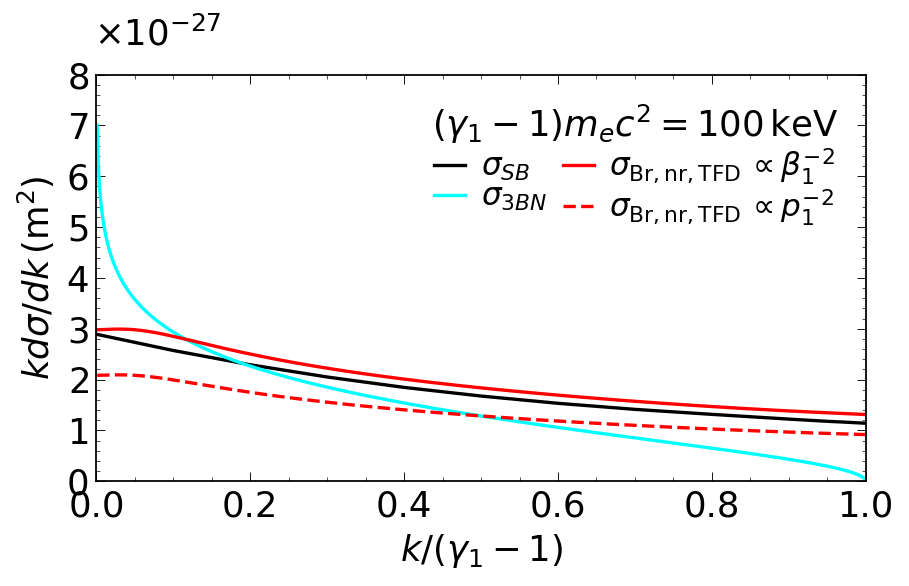 ×10⁻²⁷
8
7
6
5
4
3
2
1
0
kdσ/dk (m²)
(γ₁ − 1)mₑc² = 100 keV
σ_SB
σ_3BN
σ_Br, nr, TFD ∝ β₁⁻²
σ_Br, nr, TFD ∝ p₁⁻²
0.0 0.2 0.4 0.6 0.8 1.0
k/(γ₁ − 1)